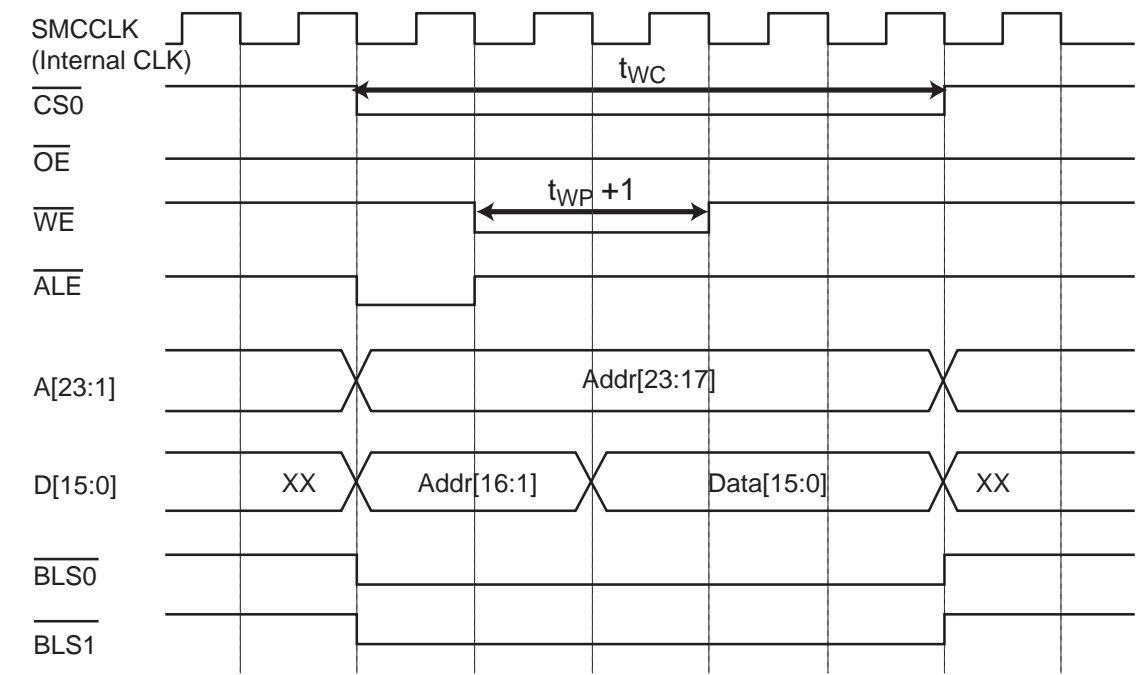 SMCCLK
(Internal CLK)
tWC
CS0
OE
tWP +1
WE
ALE
Addr[23:17]
A[23:1]
XX Addr[16:1] Data[15:0] XX
D[15:0]
BLS0
BLS1